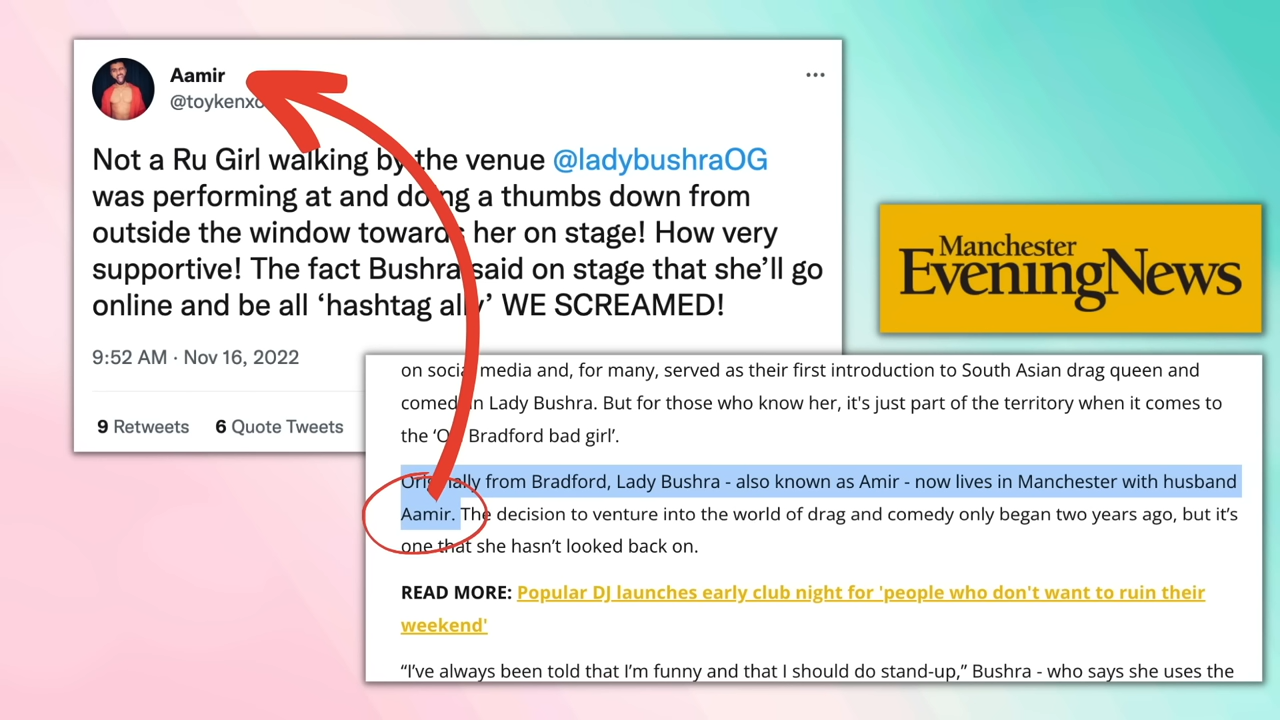 Aamir
@toykenxo
Not a Ru Girl walking by the venue @ladybushraOG
was performing at and doing a thumbs down from
outside the window towards her on stage! How very
supportive! The fact Bushra said on stage that she’ll go
online and be all ‘hashtag ally’ WE SCREAMED!
9:52 AM · Nov 16, 2022
9 Retweets 6 Quote Tweets
Manchester
Evening News
on social media and, for many, served as their first introduction to South Asian drag queen and
comedian Lady Bushra. But for those who know her, it's just part of the territory when it comes to
the ‘OG Bradford bad girl’.
Originally from Bradford, Lady Bushra - also known as Amir - now lives in Manchester with husband
Aamir. The decision to venture into the world of drag and comedy only began two years ago, but it’s
one that she hasn’t looked back on.
READ MORE: Popular DJ launches early club night for 'people who don't want to ruin their
weekend'
“I’ve always been told that I’m funny and that I should do stand-up,” Bushra - who says she uses the